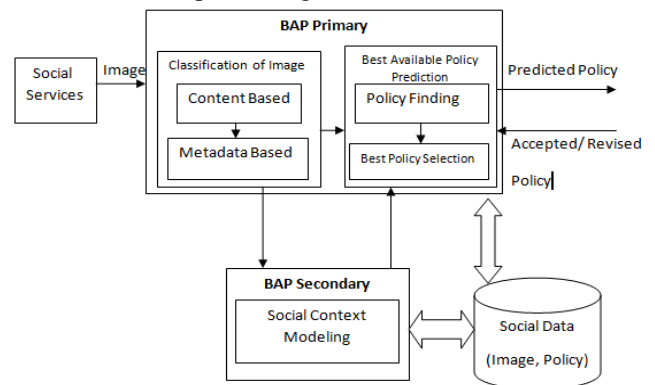 BAP Primary
Social
Services
Image
Classification of Image
Content Based
Metadata Based
Best Available Policy
Prediction
Policy Finding
Best Policy Selection
Predicted Policy
Accepted/ Revised
Policy
BAP Secondary
Social Context
Modeling
Social Data
(Image, Policy)